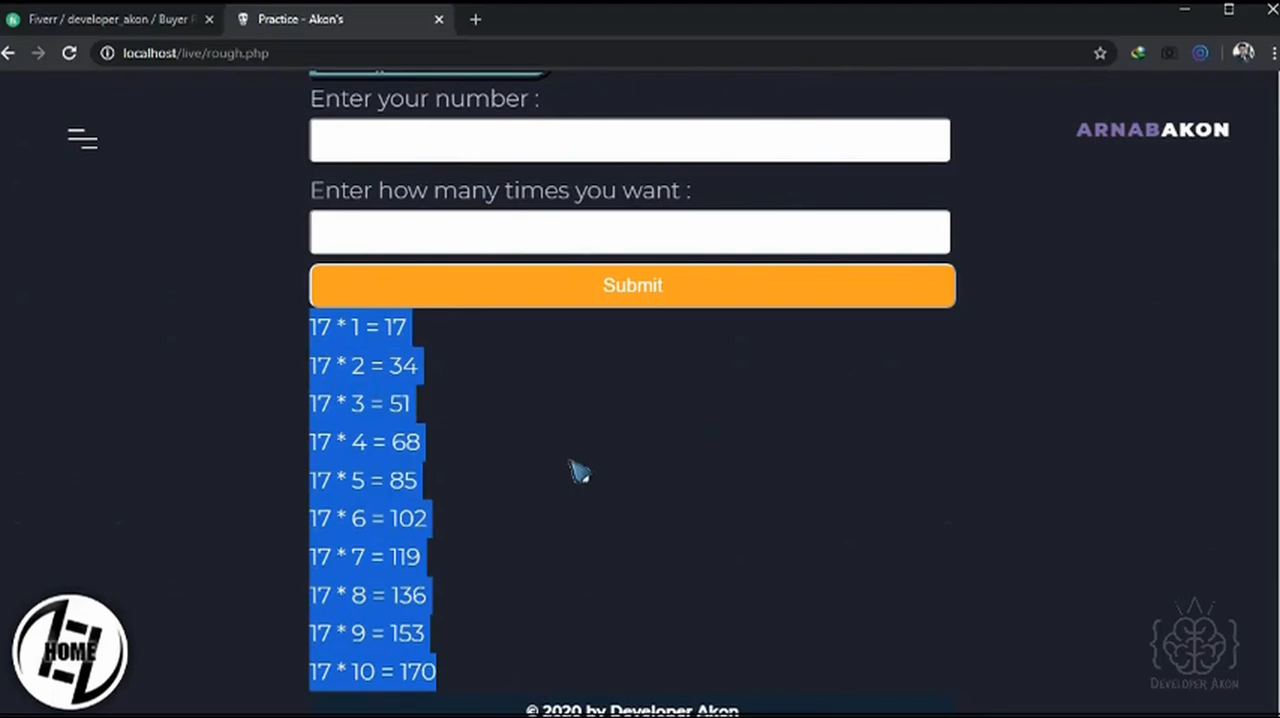 Fiverr / developer_akon / Buyer
Practice - Akon's
localhost/live/rough.php
Enter your number :
ARNABAKON
Enter how many times you want :
Submit
17 * 1 = 17
17 * 2 = 34
17 * 3 = 51
17 * 4 = 68
17 * 5 = 85
17 * 6 = 102
17 * 7 = 119
17 * 8 = 136
17 * 9 = 153
17 * 10 = 170
HOME
DEVELOPER AKON
© 2020 by Developer Akon